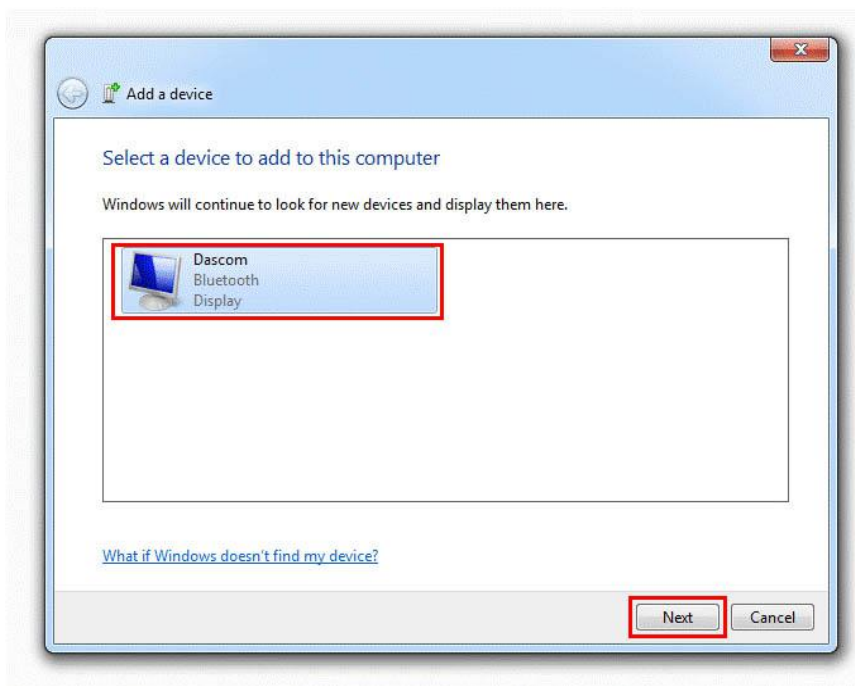 Add a device
Select a device to add to this computer
Windows will continue to look for new devices and display them here.
Dascom
Bluetooth
Display
What if Windows doesn't find my device?
Next Cancel